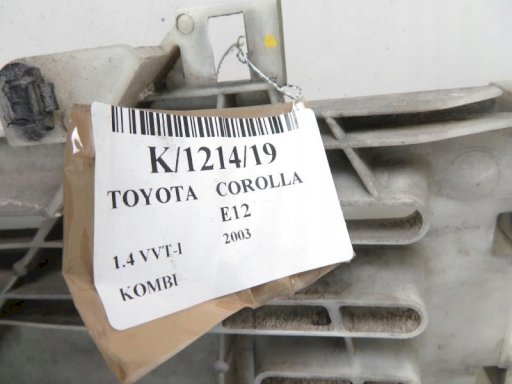 K/1214/19
TOYOTA COROLLA
E12
1.4 VVT-I 2003
KOMBI